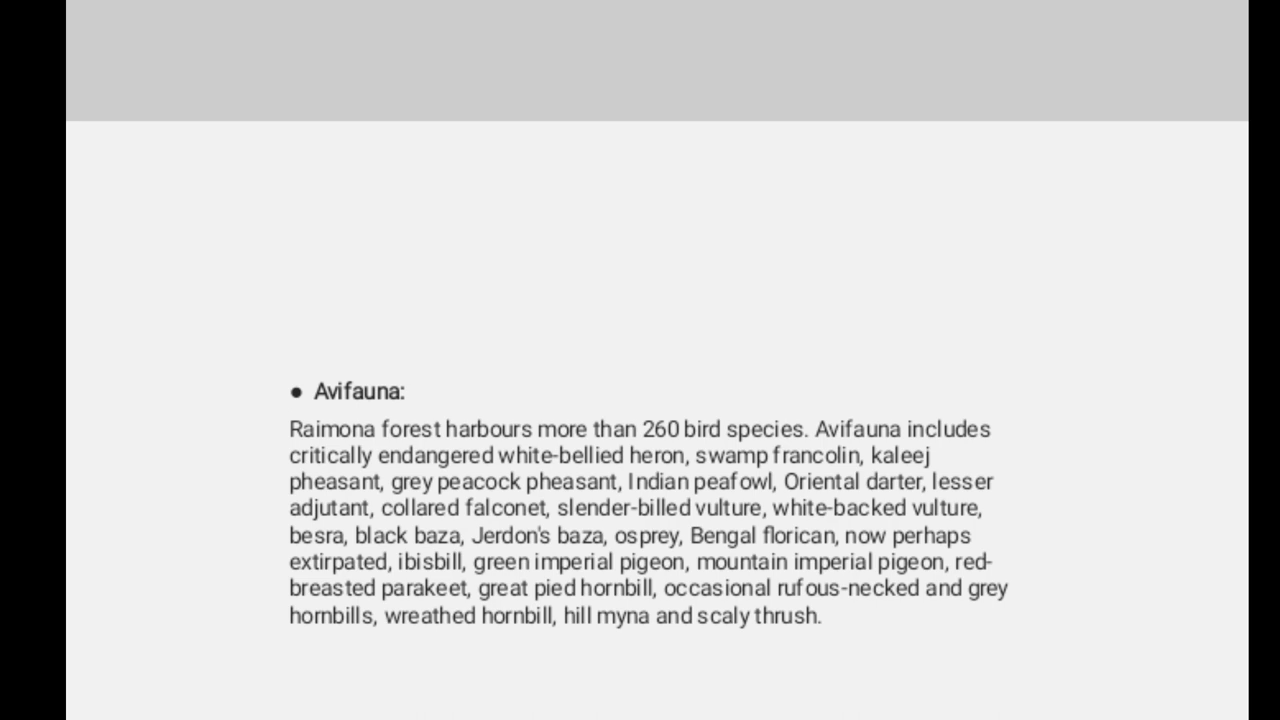 ● Avifauna:
Raimona forest harbours more than 260 bird species. Avifauna includes
critically endangered white-bellied heron, swamp francolin, kaleej
pheasant, grey peacock pheasant, Indian peafowl, Oriental darter, lesser
adjutant, collared falconet, slender-billed vulture, white-backed vulture,
besra, black baza, Jerdon's baza, osprey, Bengal florican, now perhaps
extirpated, ibisbill, green imperial pigeon, mountain imperial pigeon, red-
breasted parakeet, great pied hornbill, occasional rufous-necked and grey
hornbills, wreathed hornbill, hill myna and scaly thrush.